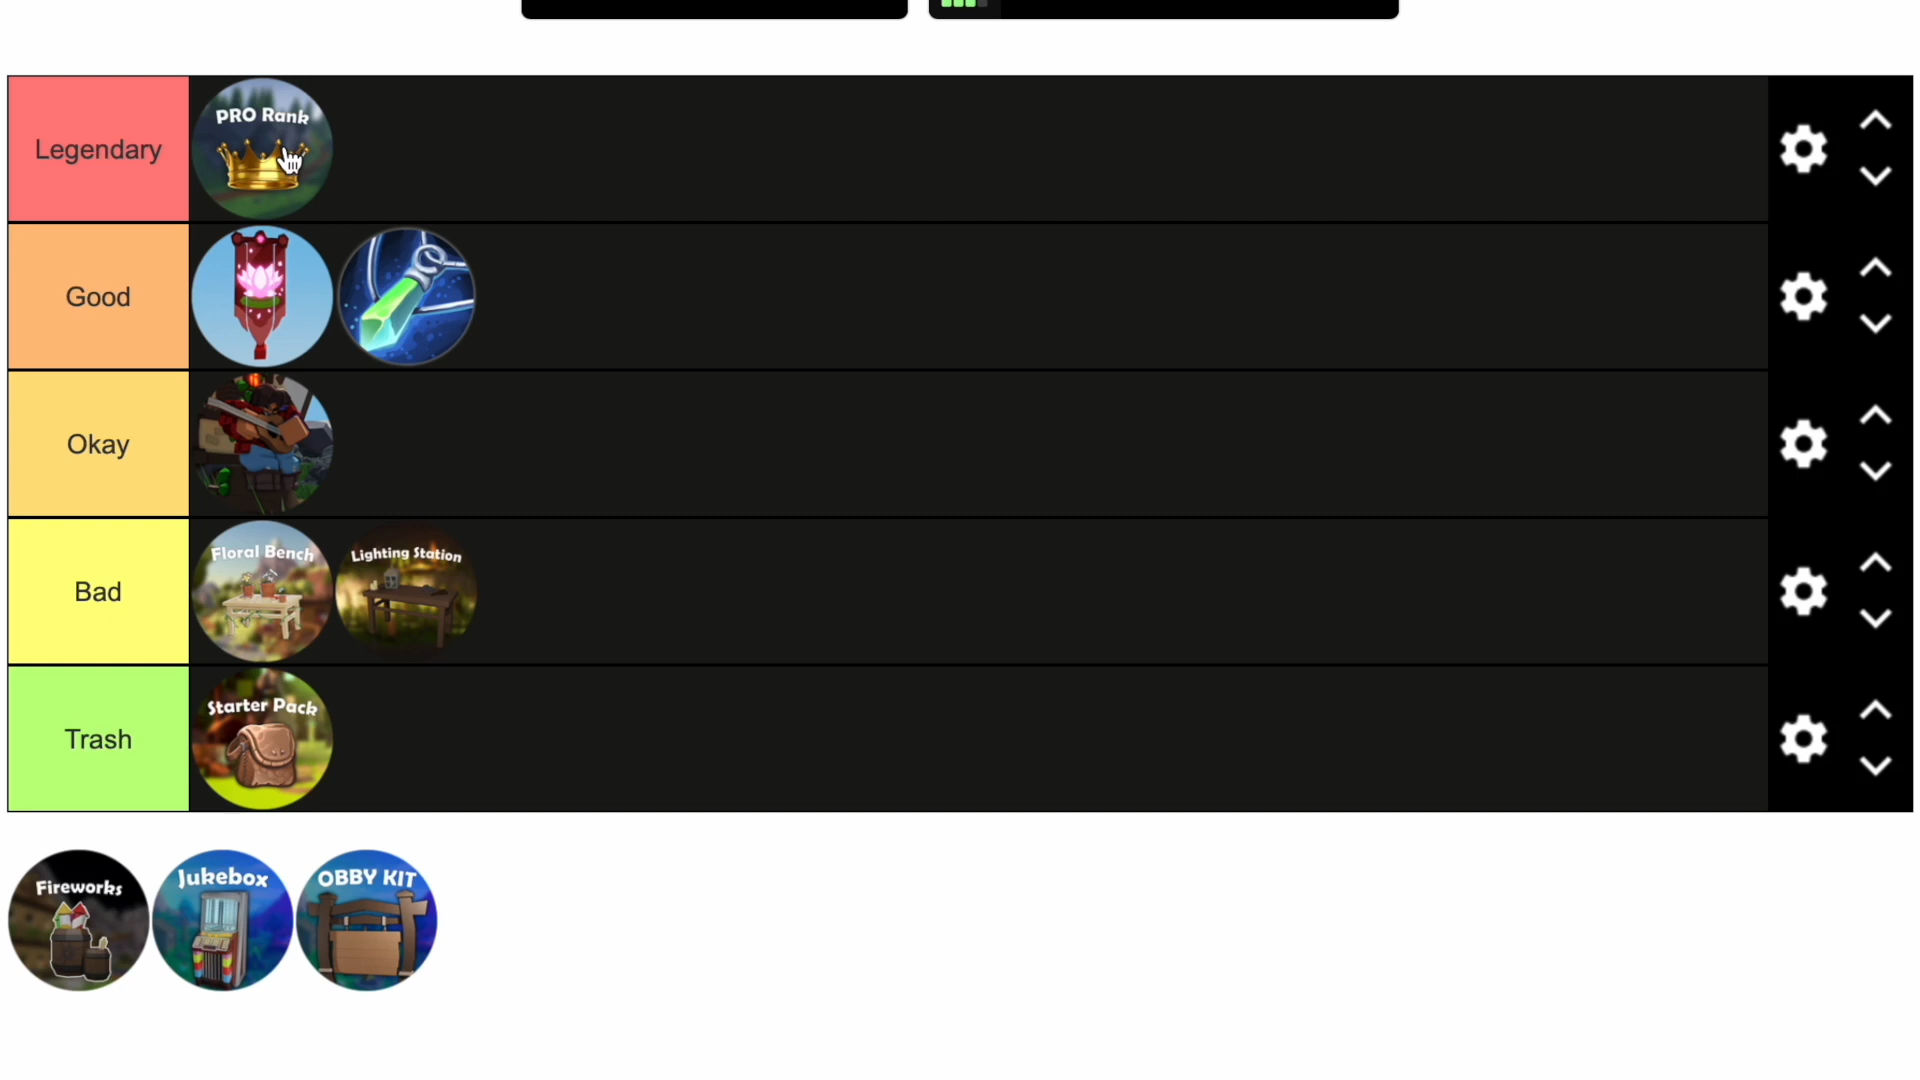 Legendary
PRO Rank
Good
Okay
Bad
Floral Bench
Lighting Station
Trash
Starter Pack
Fireworks
Jukebox
OBBY KIT